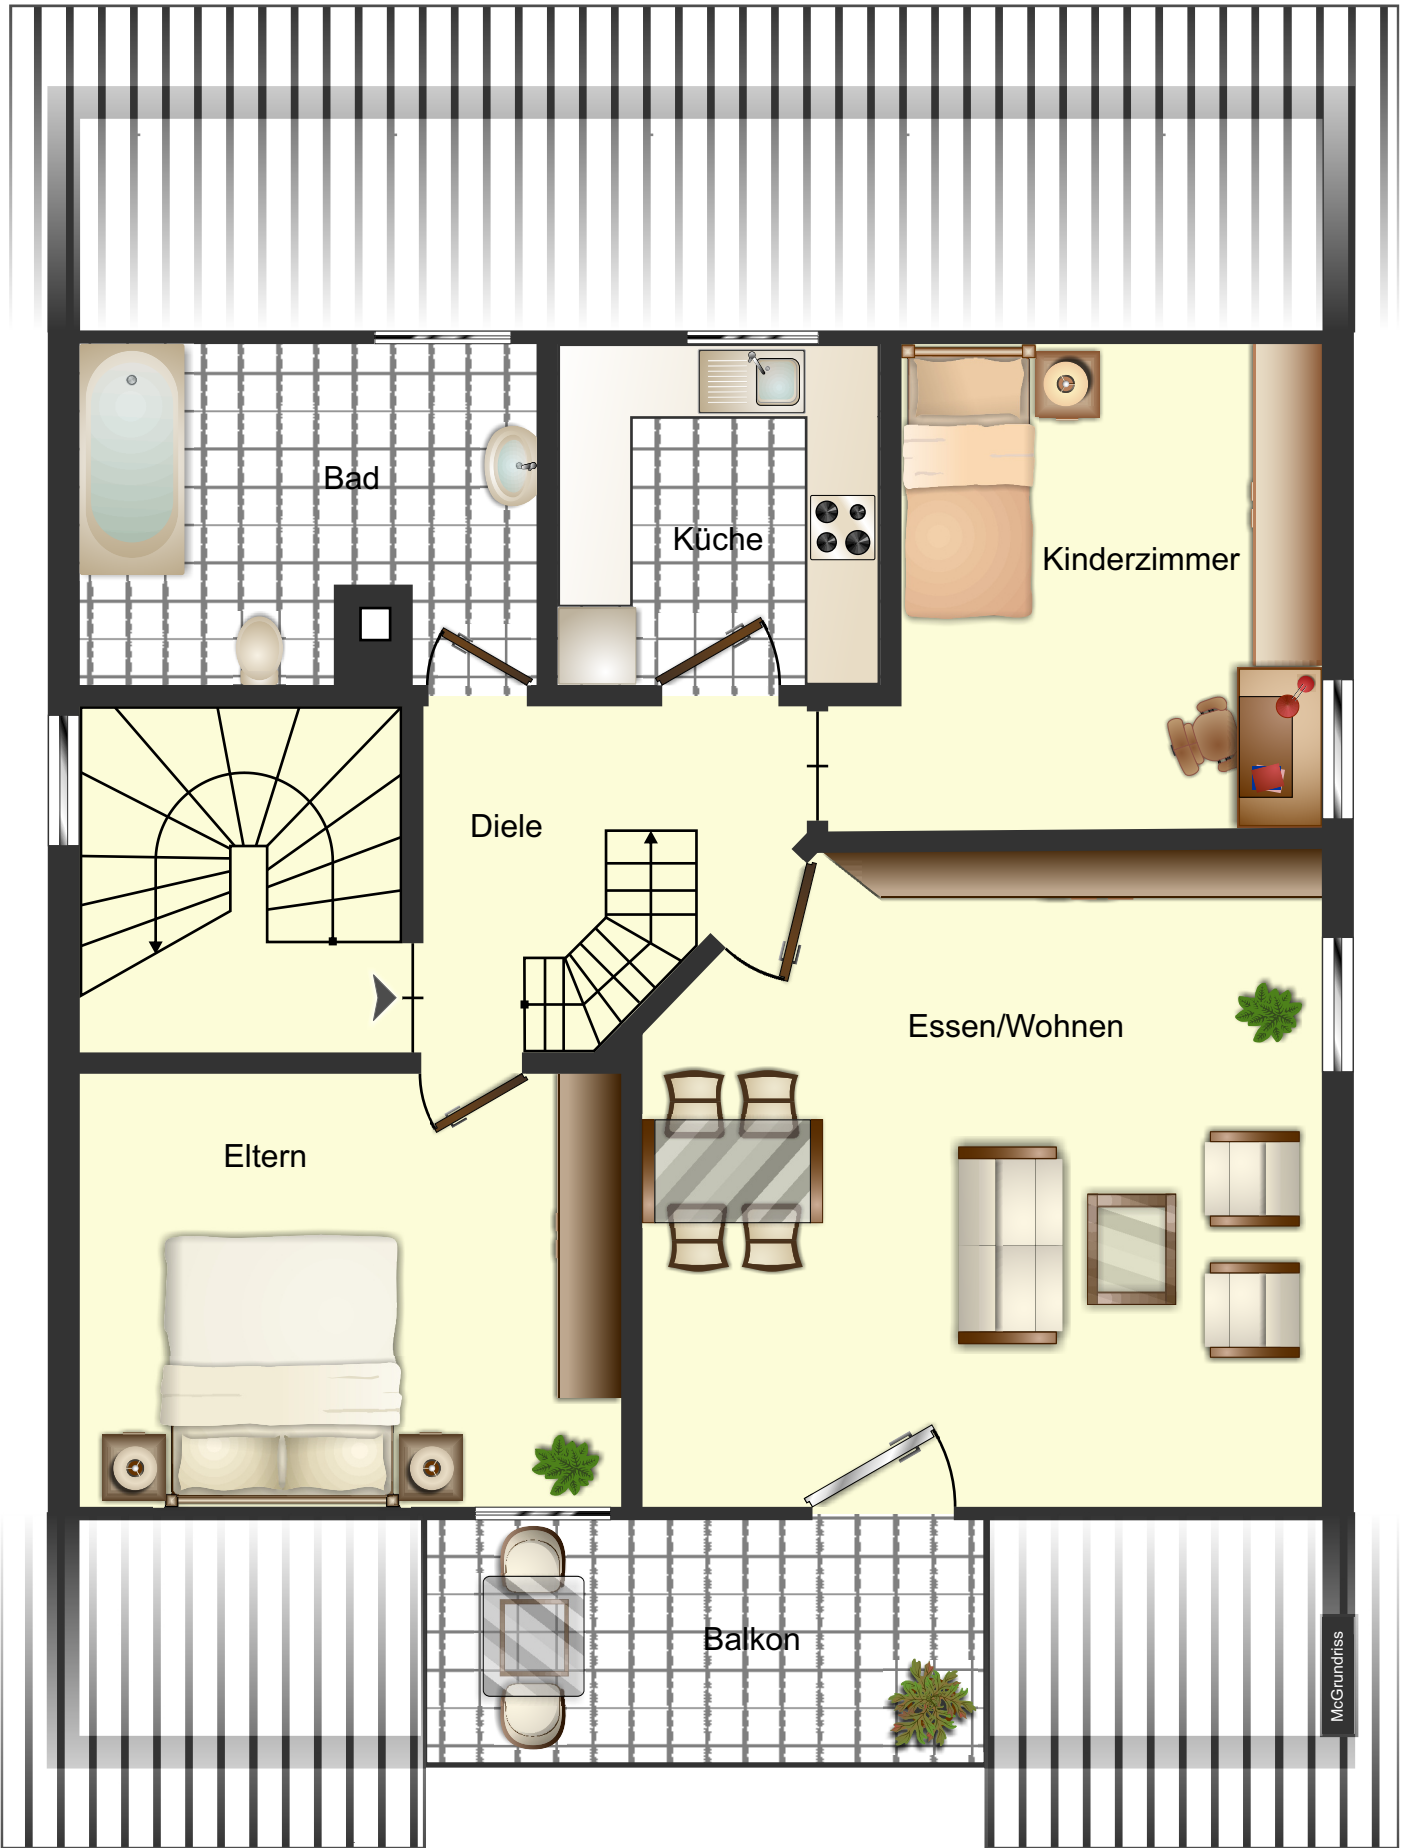 Bad
Küche
Kinderzimmer
Diele
Essen/Wohnen
Eltern
Balkon
McGrundriss